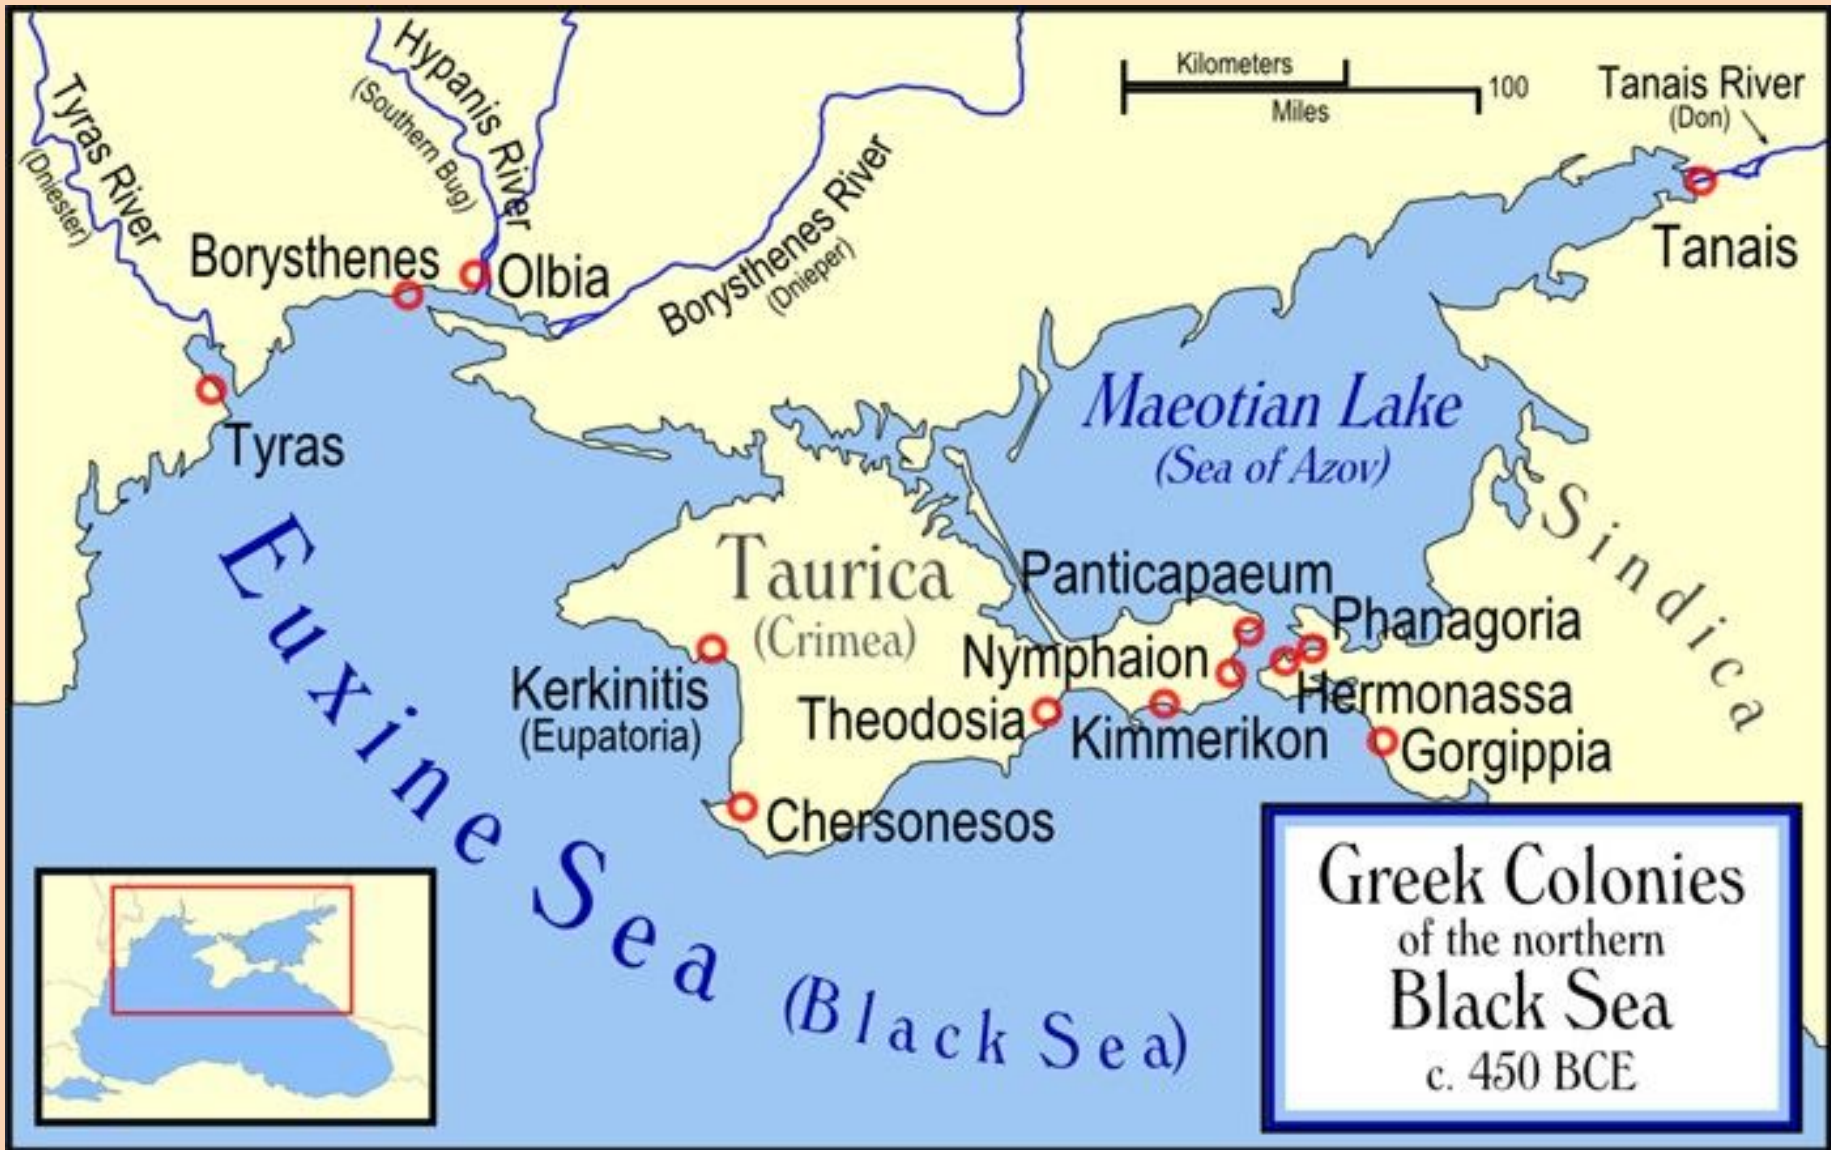 Kilometers
100
Miles
Tanais River
(Don)
Tyras River
(Dniester)
Hypanis River
(Southern Bug)
Borysthenes River
(Dnieper)
Borysthenes
Olbia
Tanais
Tyras
Maeotian Lake
(Sea of Azov)
Sindica
Taurica
(Crimea)
Panticapaeum
Phanagoria
Nymphaion
Hermonassa
Kerkinitis
(Eupatoria)
Theodosia
Kimmerikon
Gorgippia
Chersonesos
Euxine Sea (Black Sea)
Greek Colonies
of the northern
Black Sea
c. 450 BCE